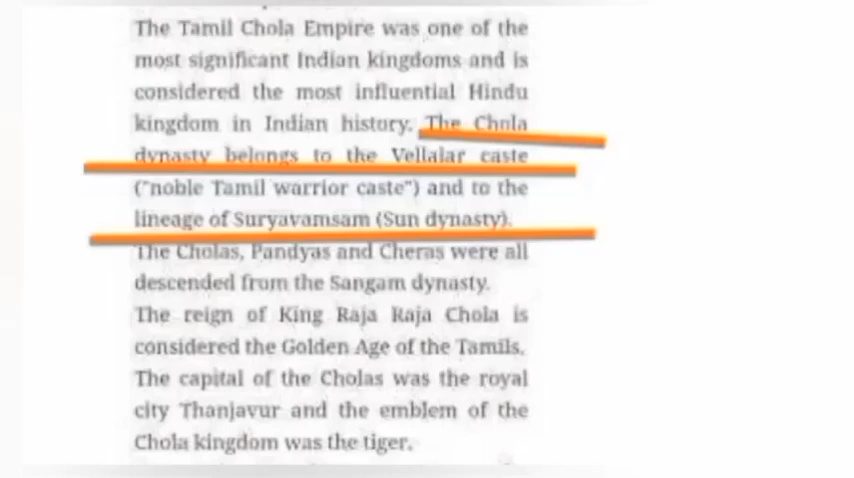 The Tamil Chola Empire was one of the
most significant Indian kingdoms and is
considered the most influential Hindu
kingdom in Indian history. The Chola
dynasty belongs to the Vellalar caste
("noble Tamil warrior caste") and to the
lineage of Suryavamsam (Sun dynasty).
The Cholas, Pandyas and Cheras were all
descended from the Sangam dynasty.
The reign of King Raja Raja Chola is
considered the Golden Age of the Tamils.
The capital of the Cholas was the royal
city Thanjavur and the emblem of the
Chola kingdom was the tiger.